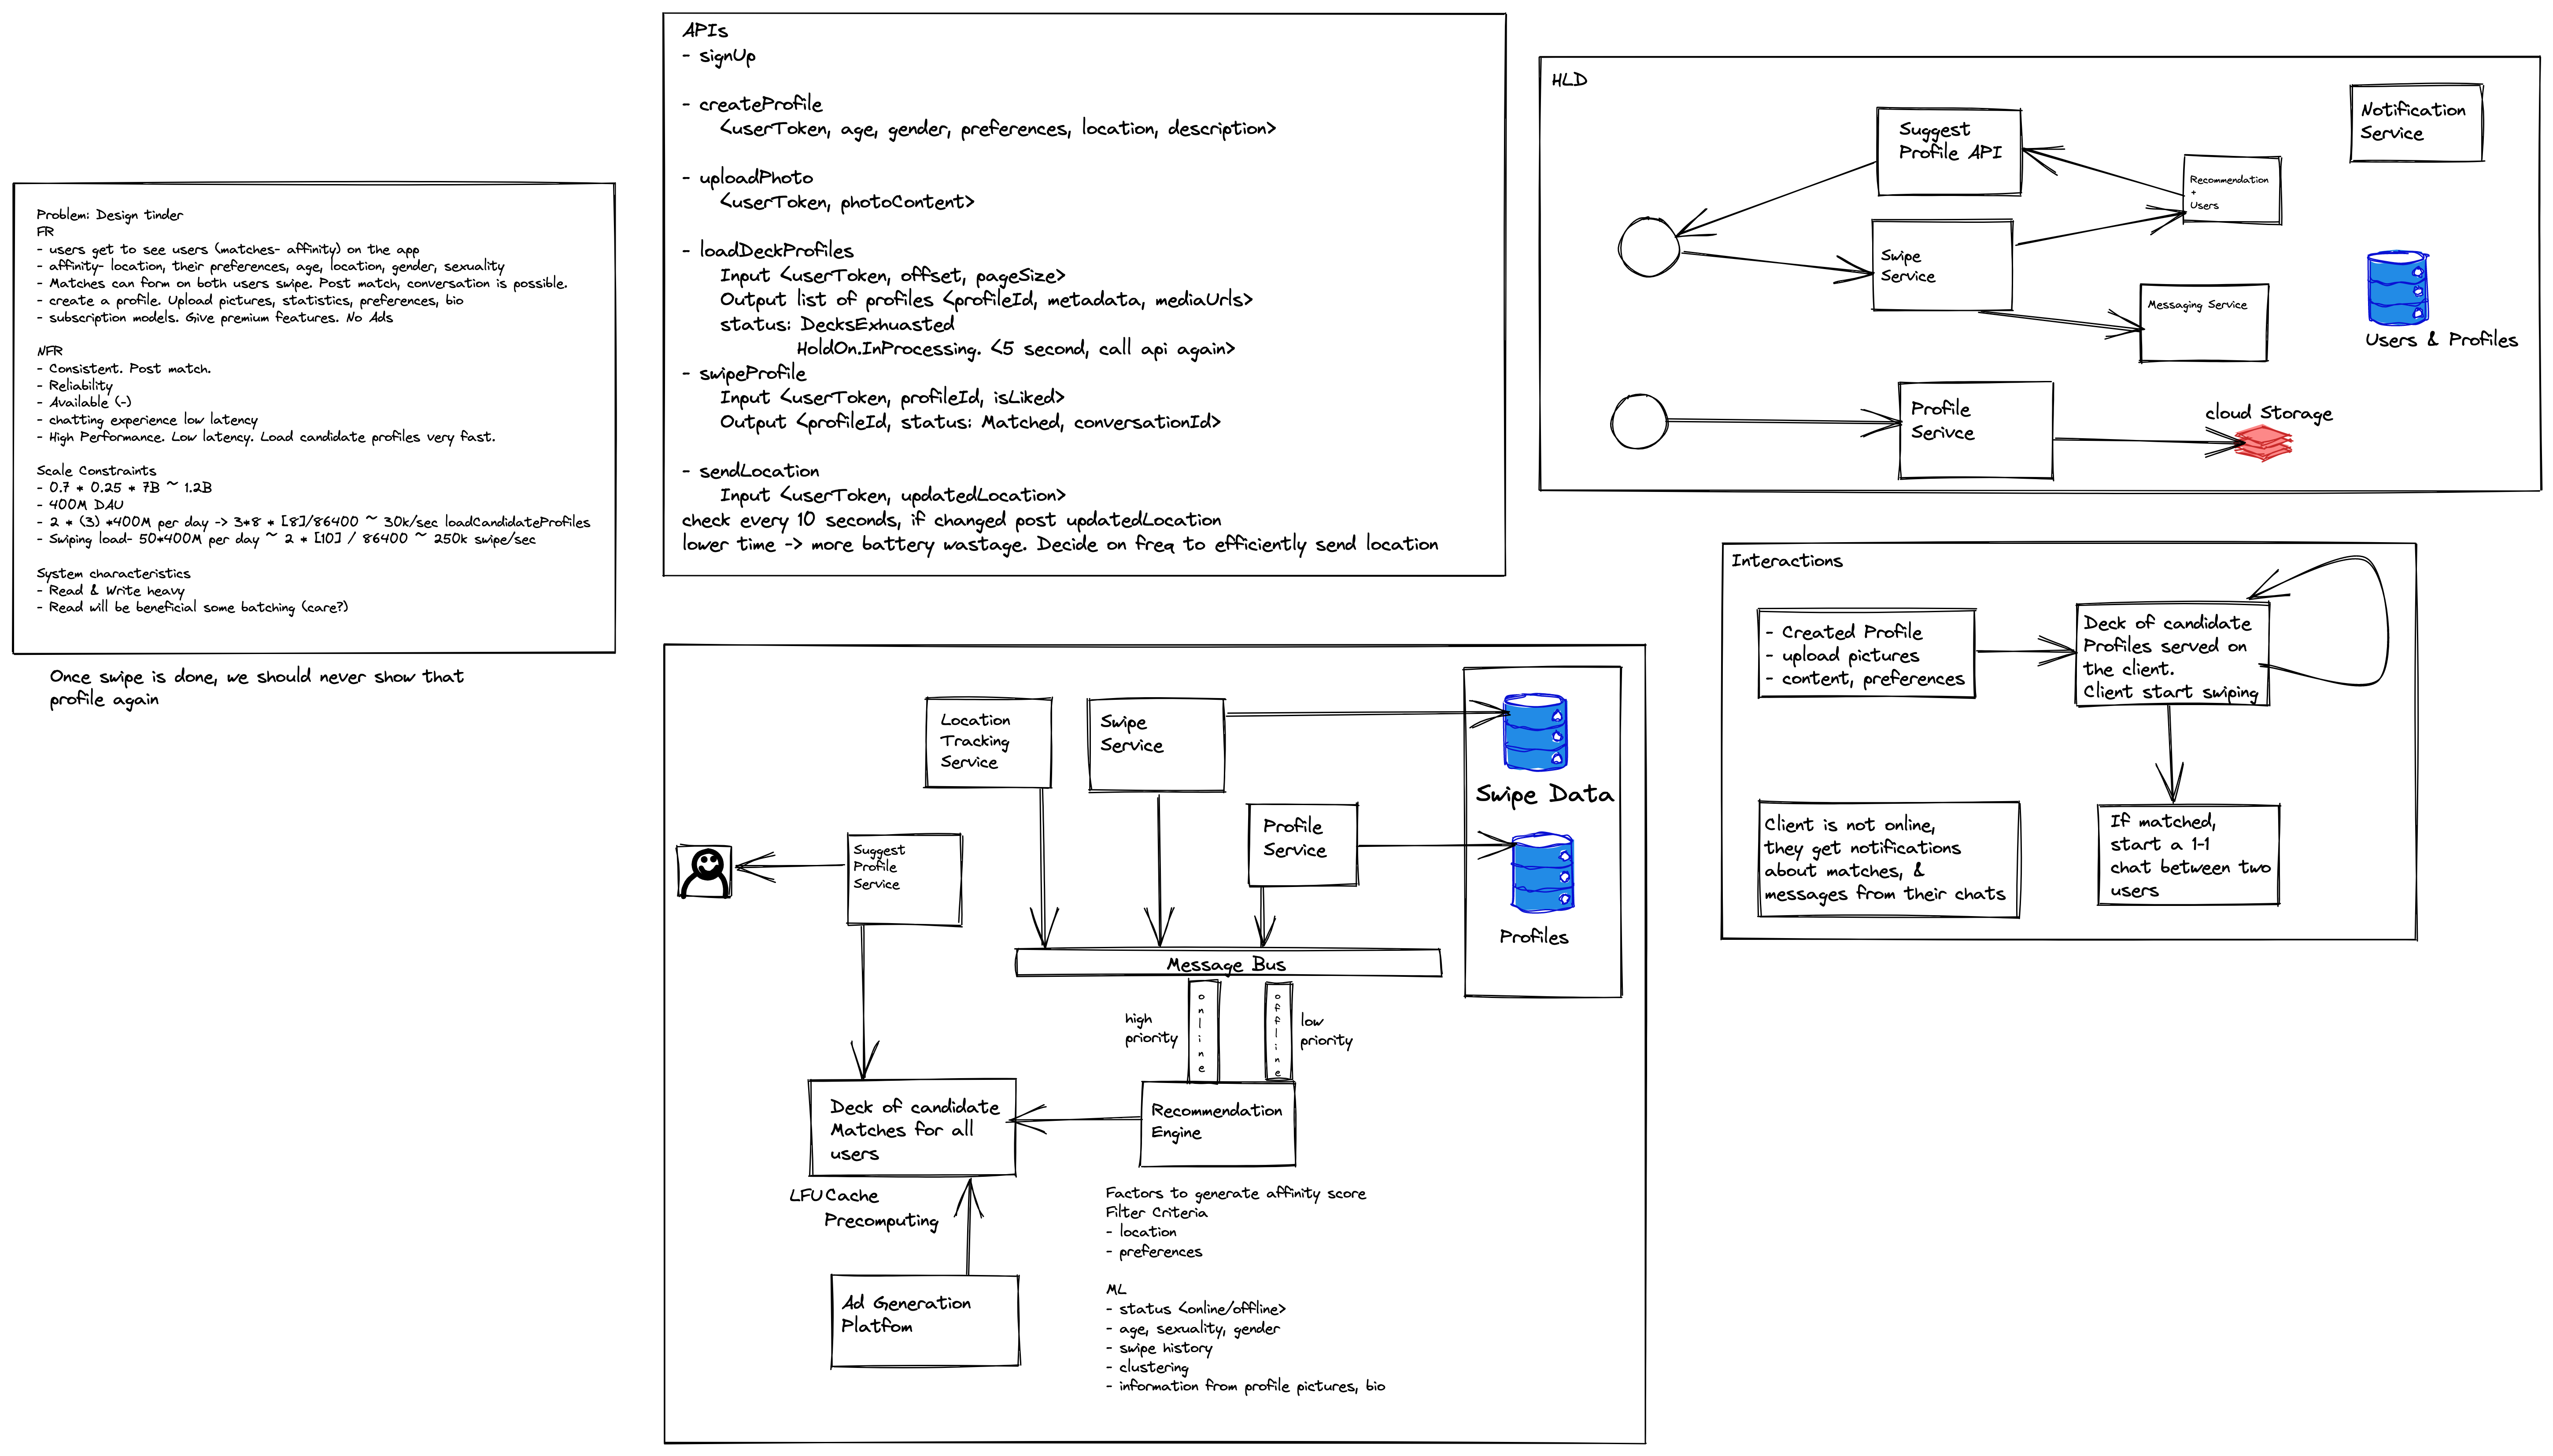 Problem: Design tinder
FR
- users get to see users (matches- affinity) on the app
- affinity- location, their preferences, age, location, gender, sexuality
- Matches can form on both users swipe. Post match, conversation is possible.
- create a profile. Upload pictures, statistics, preferences, bio
- subscription models. Give premium features. No Ads
NFR
- Consistent. Post match.
- Reliability
- Available (-)
- chatting experience low latency
- High Performance. Low latency. Load candidate profiles very fast.
Scale Constraints
- 0.7 * 0.25 * 7B ~ 1.2B
- 400M DAU
- 2 * (3) *400M per day -> 3*8 * [8]/86400 ~ 30k/sec loadCandidateProfiles
- Swiping load- 50*400M per day ~ 2 * [10] / 86400 ~ 250k swipe/sec
System characteristics
- Read & Write heavy
- Read will be beneficial some batching (care?)
Once swipe is done, we should never show that
profile again
APIs
- signUp
- createProfile
<userToken, age, gender, preferences, location, description>
- uploadPhoto
<userToken, photoContent>
- loadDeckProfiles
Input <userToken, offset, pageSize>
Output list of profiles <profileId, metadata, mediaUrls>
status: DecksExhuasted
HoldOn.InProcessing. <5 second, call api again>
- swipeProfile
Input <userToken, profileId, isLiked>
Output <profileId, status: Matched, conversationId>
- sendLocation
Input <userToken, updatedLocation>
check every 10 seconds, if changed post updatedLocation
lower time -> more battery wastage. Decide on freq to efficiently send location
HLD
Suggest
Profile API
Notification
Service
Recommendation
+
Users
Swipe
Service
Messaging Service
Users & Profiles
Profile
Serivce
cloud Storage
Interactions
- Created Profile
- upload pictures
- content, preferences
Deck of candidate
Profiles served on
the client.
Client start swiping
Client is not online,
they get notifications
about matches, &
messages from their chats
If matched,
start a 1-1
chat between two
users
Location
Tracking
Service
Swipe
Service
Swipe Data
Profile
Service
Profiles
Suggest
Profile
Service
Message Bus
high
priority
online
offline
low
priority
Deck of candidate
Matches for all
users
Recommendation
Engine
LFU Cache
Precomputing
Ad Generation
Platfom
Factors to generate affinity score
Filter Criteria
- location
- preferences
ML
- status <online/offline>
- age, sexuality, gender
- swipe history
- clustering
- information from profile pictures, bio